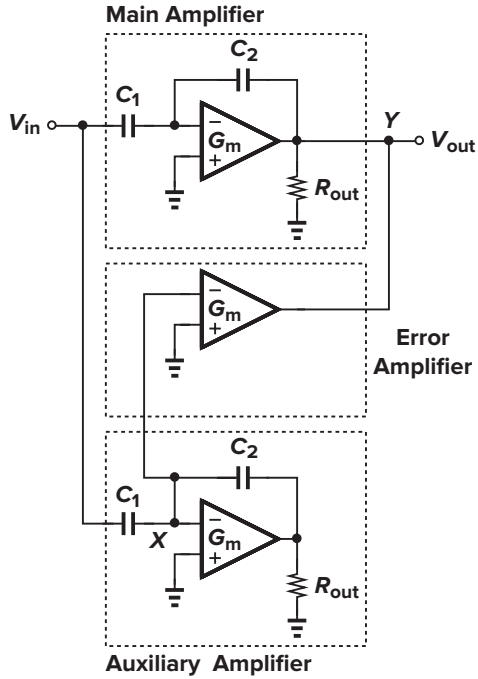 Main Amplifier
C2
C1
Vin
−
Gm
+
Y
Vout
Rout
−
Gm
+
Error
Amplifier
C2
C1
X
−
Gm
+
Rout
Auxiliary Amplifier